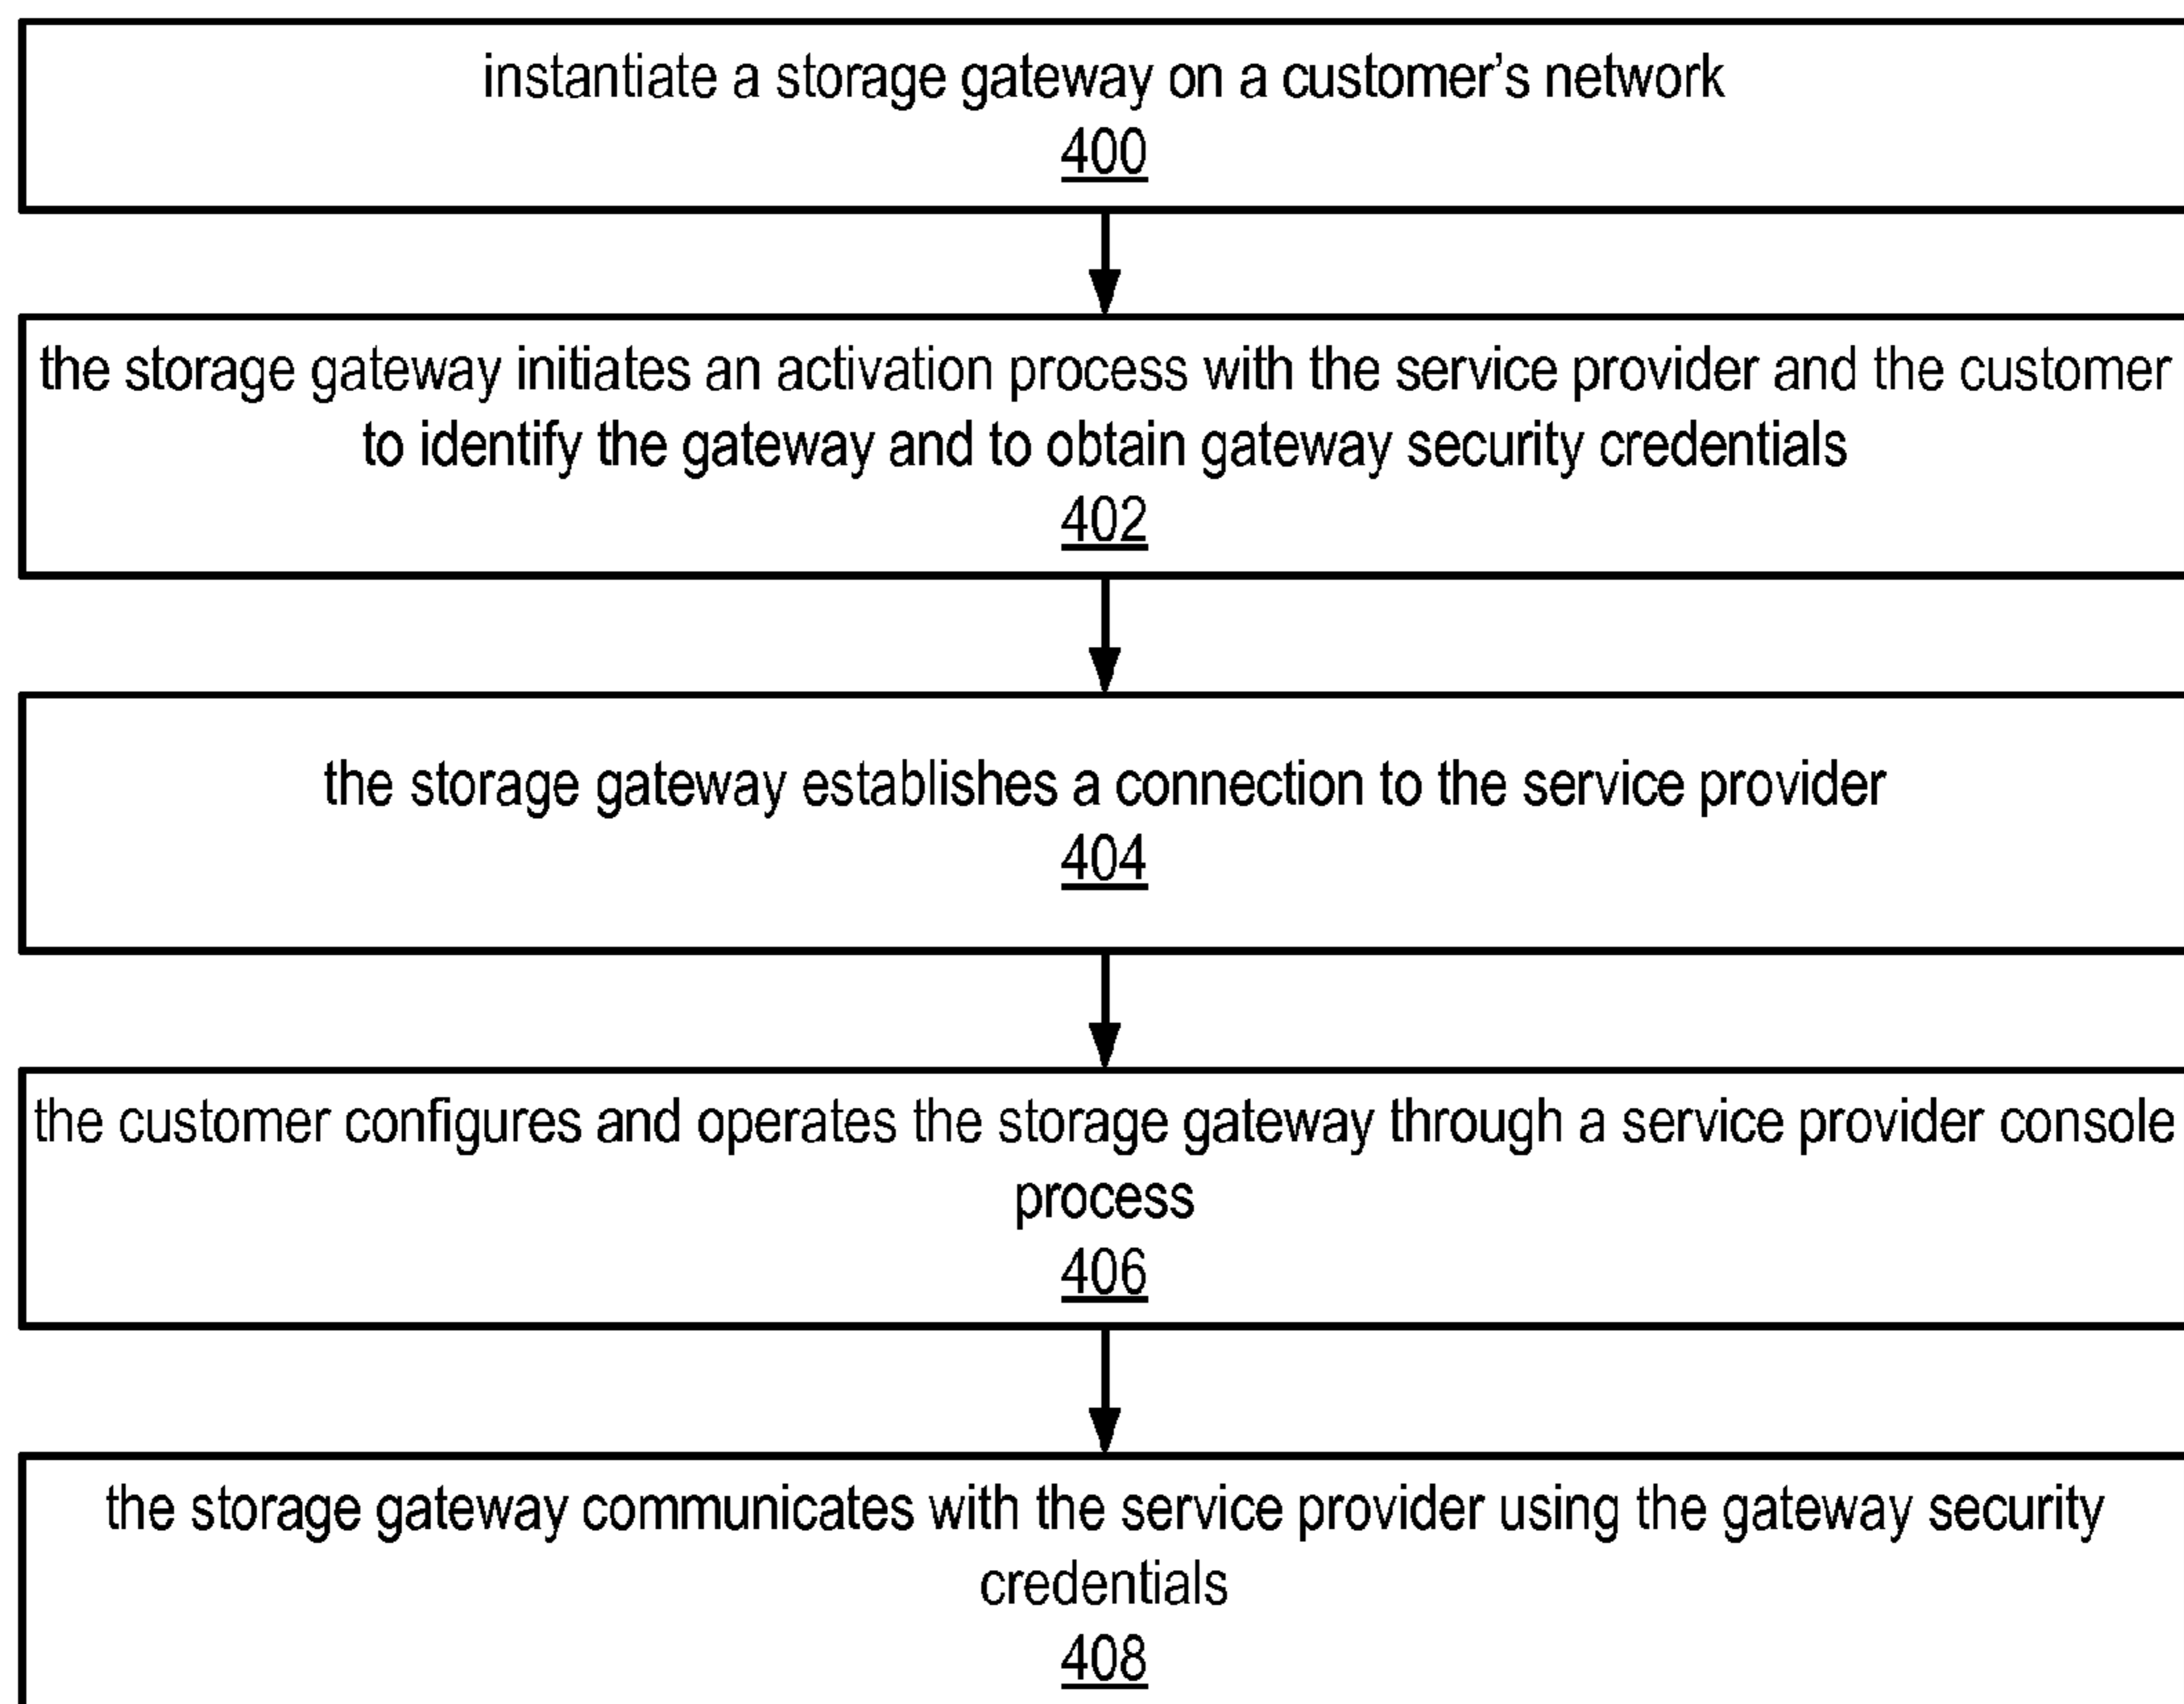 instantiate a storage gateway on a customer’s network
400
the storage gateway initiates an activation process with the service provider and the customer
to identify the gateway and to obtain gateway security credentials
402
the storage gateway establishes a connection to the service provider
404
the customer configures and operates the storage gateway through a service provider console
process
406
the storage gateway communicates with the service provider using the gateway security
credentials
408